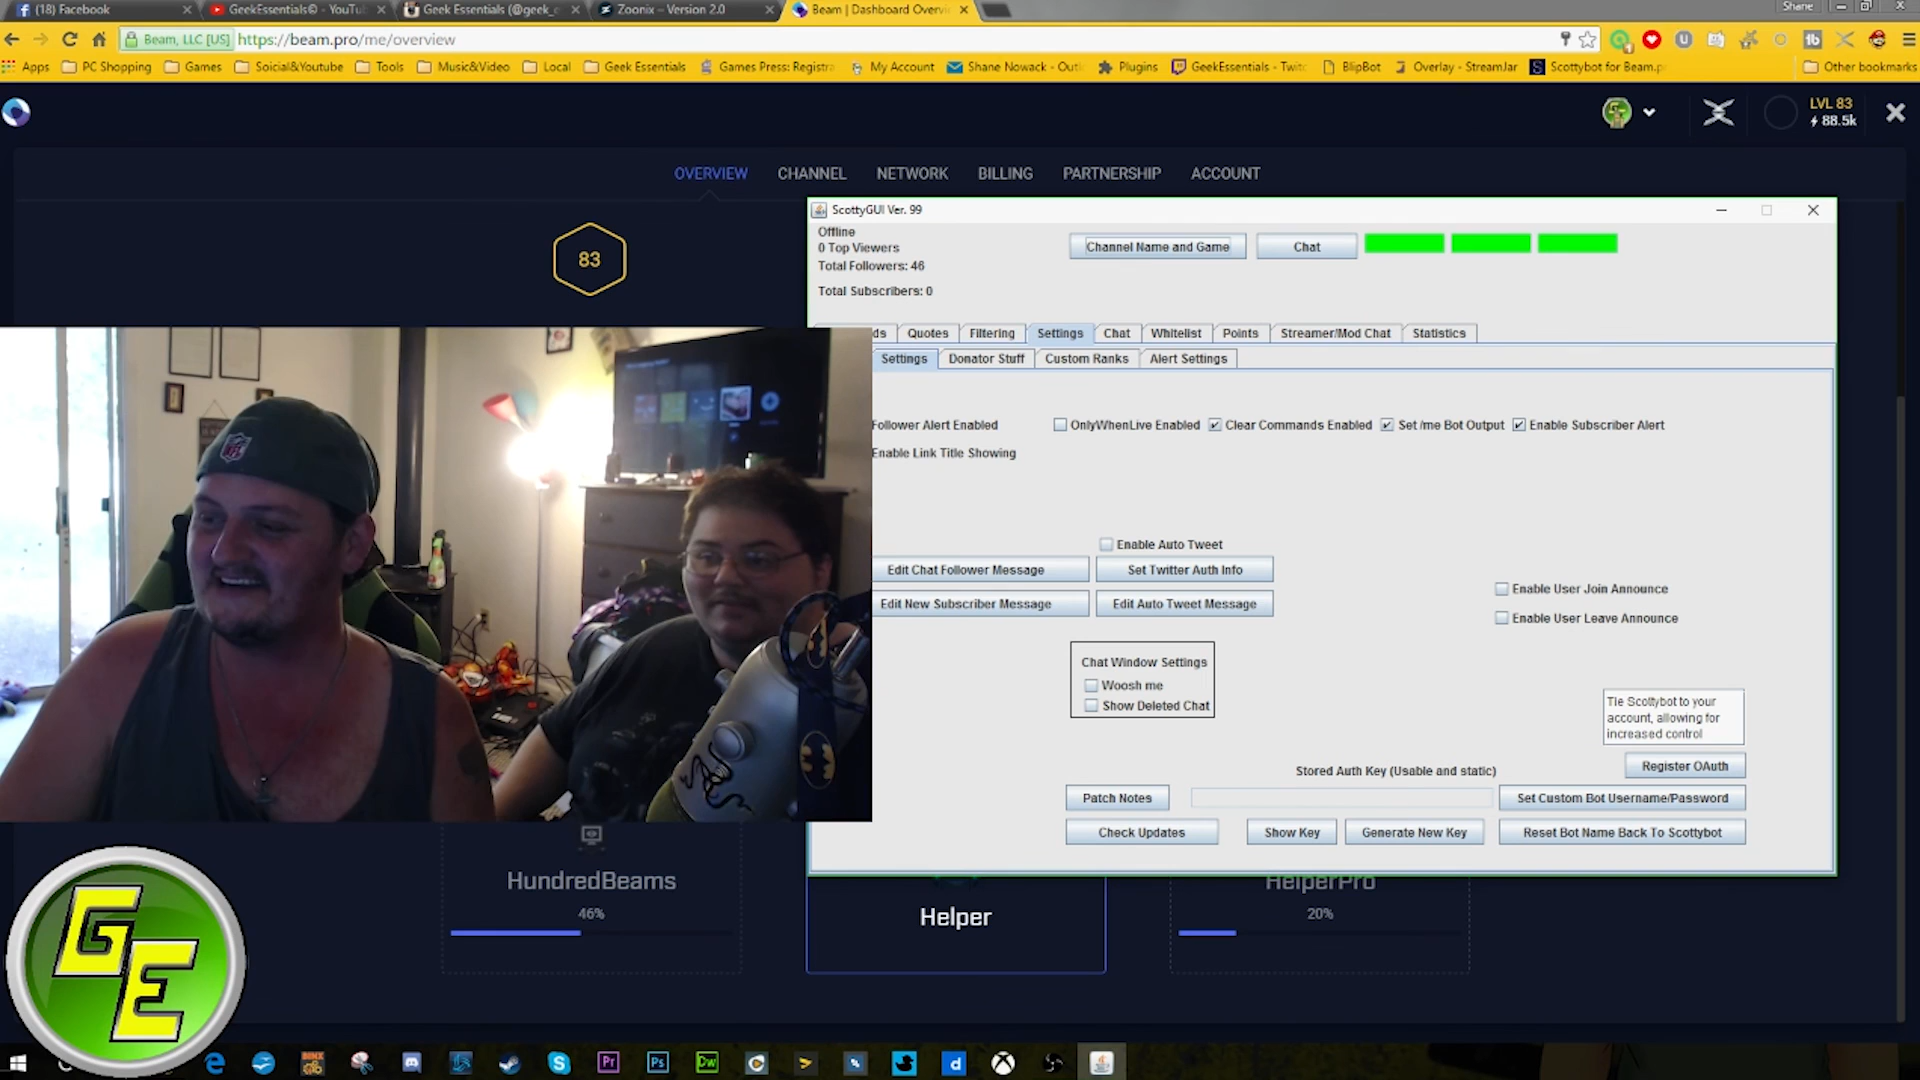 (18) Facebook
GeekEssentials© - YouTu
Geek Essentials (@geek_e
Zoonix – Version 2.0
Beam | Dashboard Overvi
Shane
Beam, LLC [US]
https://beam.pro/me/overview
Apps
PC Shopping
Games
Soicial&Youtube
Tools
Music&Video
Local
Geek Essentials
Games Press: Registra
My Account
Shane Nowack - Outl
Plugins
GeekEssentials - Twitc
BlipBot
Overlay - StreamJar
Scottybot for Beam.p
Other bookmarks
LVL 83
88.5k
OVERVIEW
CHANNEL
NETWORK
BILLING
PARTNERSHIP
ACCOUNT
83
ScottyGUI Ver. 99
Offline
0 Top Viewers
Total Followers: 46
Total Subscribers: 0
Channel Name and Game
Chat
ds
Quotes
Filtering
Settings
Chat
Whitelist
Points
Streamer/Mod Chat
Statistics
Settings
Donator Stuff
Custom Ranks
Alert Settings
Follower Alert Enabled
OnlyWhenLive Enabled
Clear Commands Enabled
Set /me Bot Output
Enable Subscriber Alert
Enable Link Title Showing
Enable Auto Tweet
Edit Chat Follower Message
Set Twitter Auth Info
Edit New Subscriber Message
Edit Auto Tweet Message
Enable User Join Announce
Enable User Leave Announce
Chat Window Settings
Woosh me
Show Deleted Chat
Tie Scottybot to your
account, allowing for
increased control
Register OAuth
Stored Auth Key (Usable and static)
Patch Notes
Set Custom Bot Username/Password
Check Updates
Show Key
Generate New Key
Reset Bot Name Back To Scottybot
HundredBeams
46%
Helper
HelperPro
20%
GE
NFL